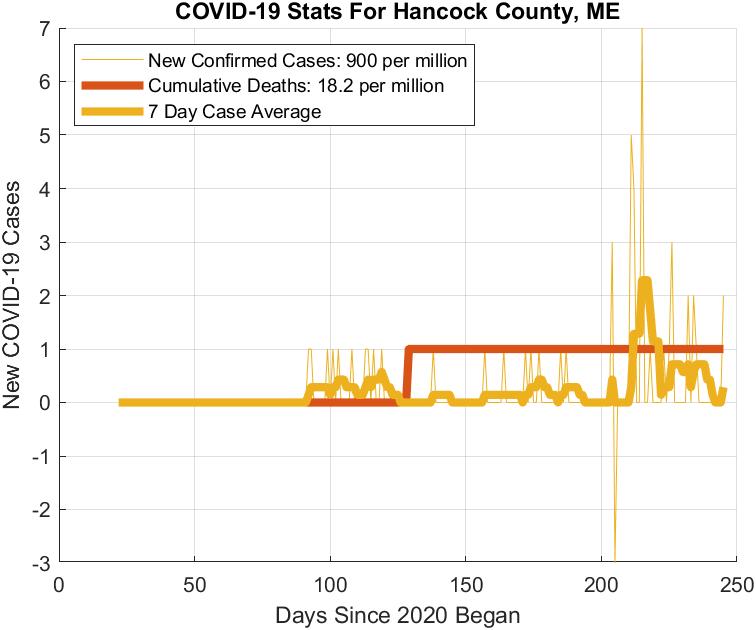 COVID-19 Stats For Hancock County, ME
New Confirmed Cases: 900 per million
Cumulative Deaths: 18.2 per million
7 Day Case Average
New COVID-19 Cases
7
6
5
4
3
2
1
0
-1
-2
-3
0 50 100 150 200 250
Days Since 2020 Began